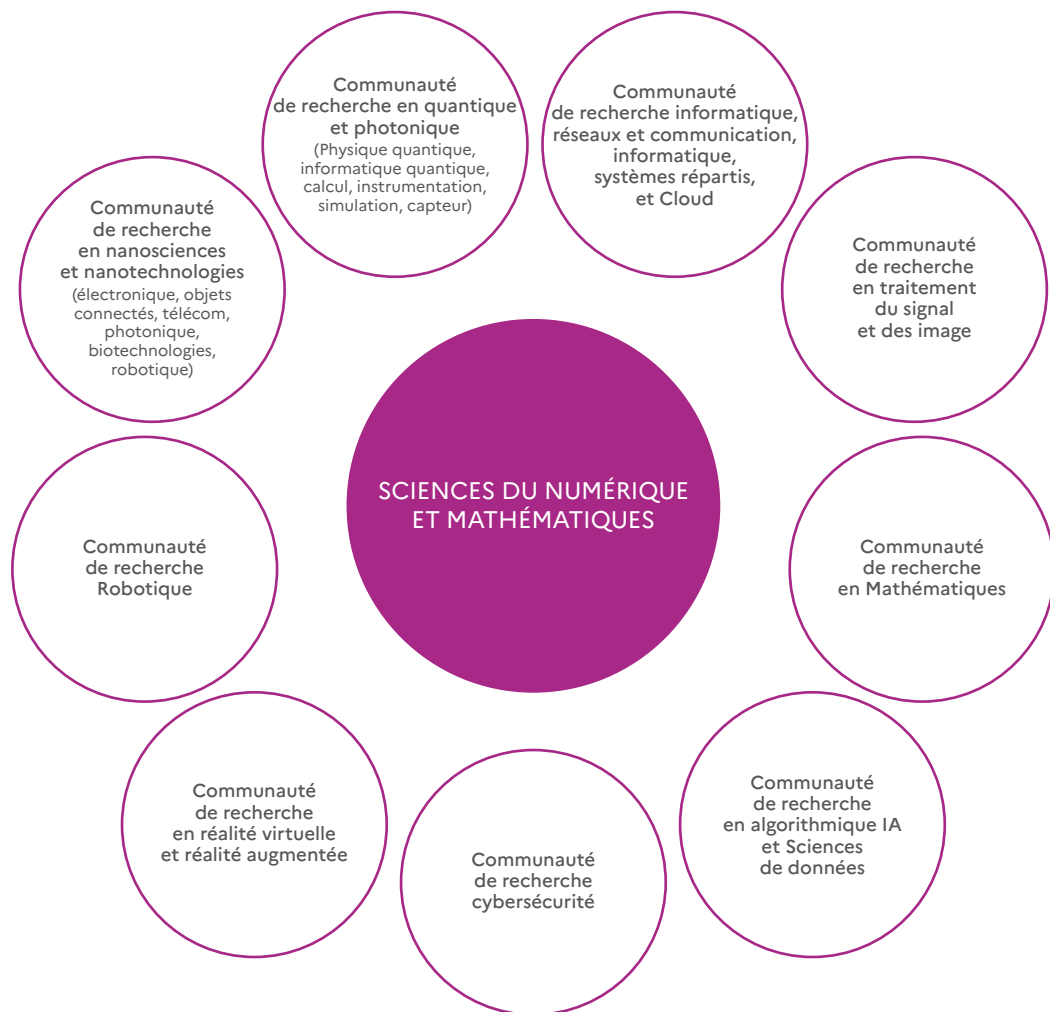 Communauté
de recherche en quantique
et photonique
(Physique quantique,
informatique quantique,
calcul, instrumentation,
simulation, capteur)
Communauté
de recherche informatique,
réseaux et communication,
informatique,
systèmes répartis,
et Cloud
Communauté
de recherche
en nanosciences
et nanotechnologies
(électronique, objets
connectés, télécom,
photonique,
biotechnologies,
robotique)
Communauté
de recherche
en traitement
du signal
et des image
SCIENCES DU NUMÉRIQUE
ET MATHÉMATIQUES
Communauté
de recherche
Robotique
Communauté
de recherche
en Mathématiques
Communauté
de recherche
en réalité virtuelle
et réalité augmentée
Communauté
de recherche
cybersécurité
Communauté
de recherche
en algorithmique IA
et Sciences
de données